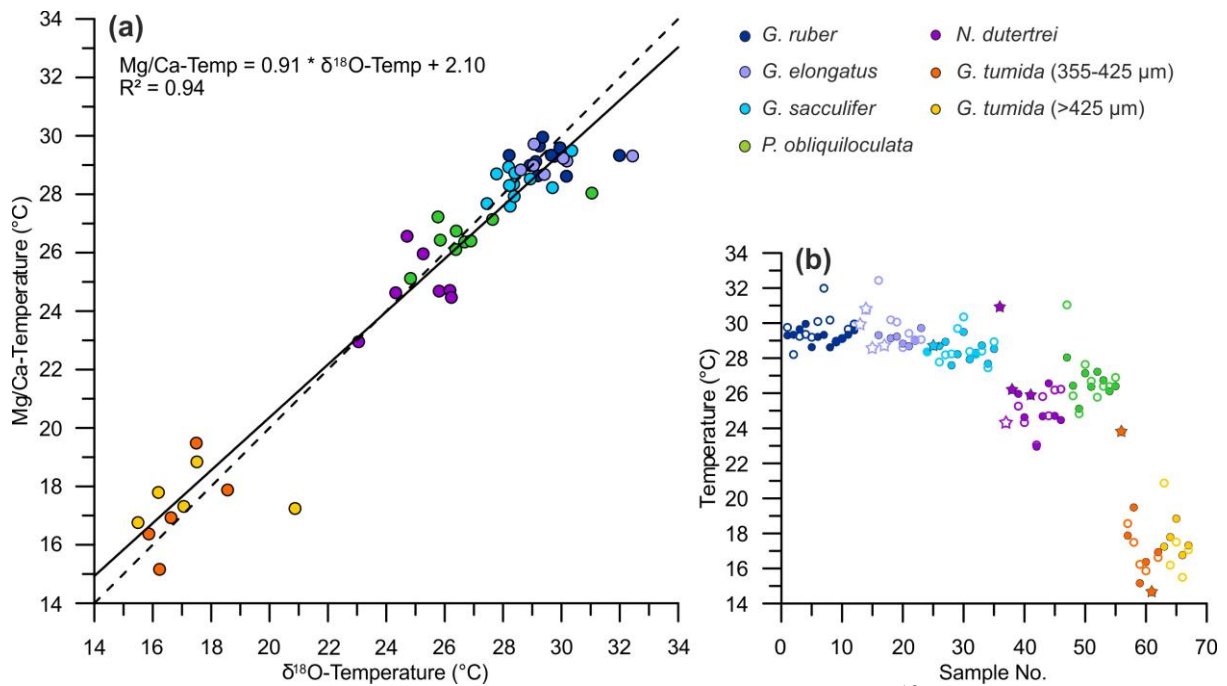 (a)
Mg/Ca-Temp = 0.91 * δ¹⁸O-Temp + 2.10
R² = 0.94
34
32
30
28
26
24
22
20
18
16
14
Mg/Ca-Temperature (°C)
14 16 18 20 22 24 26 28 30 32 34
δ¹⁸O-Temperature (°C)
G. ruber
G. elongatus
G. sacculifer
P. obliquiloculata
N. dutertrei
G. tumida (355-425 µm)
G. tumida (>425 µm)
(b)
34
32
30
28
26
24
22
20
18
16
14
Temperature (°C)
0 10 20 30 40 50 60 70
Sample No.